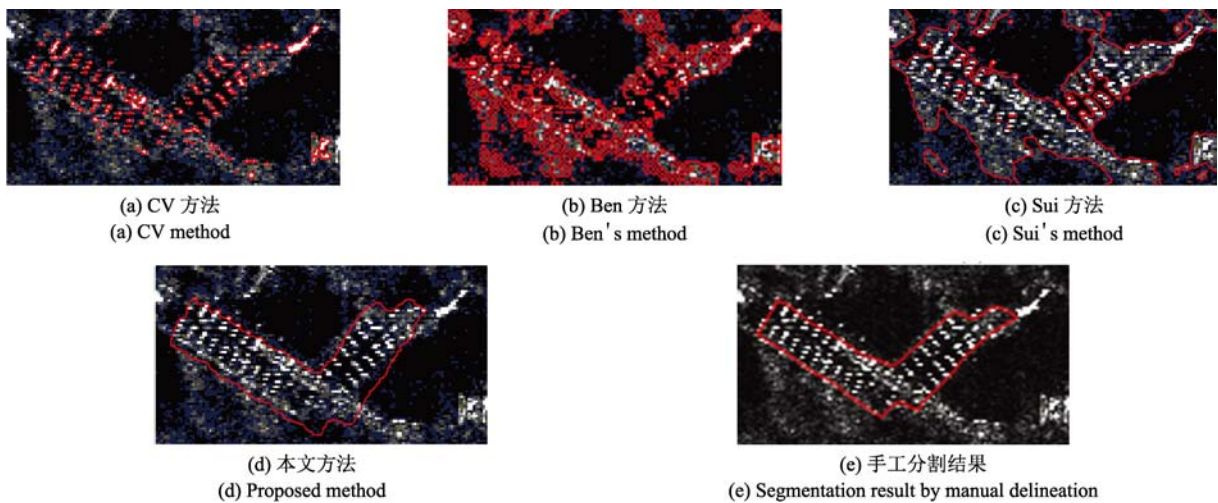 (a) CV 方法
(a) CV method
(b) Ben 方法
(b) Ben's method
(c) Sui 方法
(c) Sui's method
(d) 本文方法
(d) Proposed method
(e) 手工分割结果
(e) Segmentation result by manual delineation